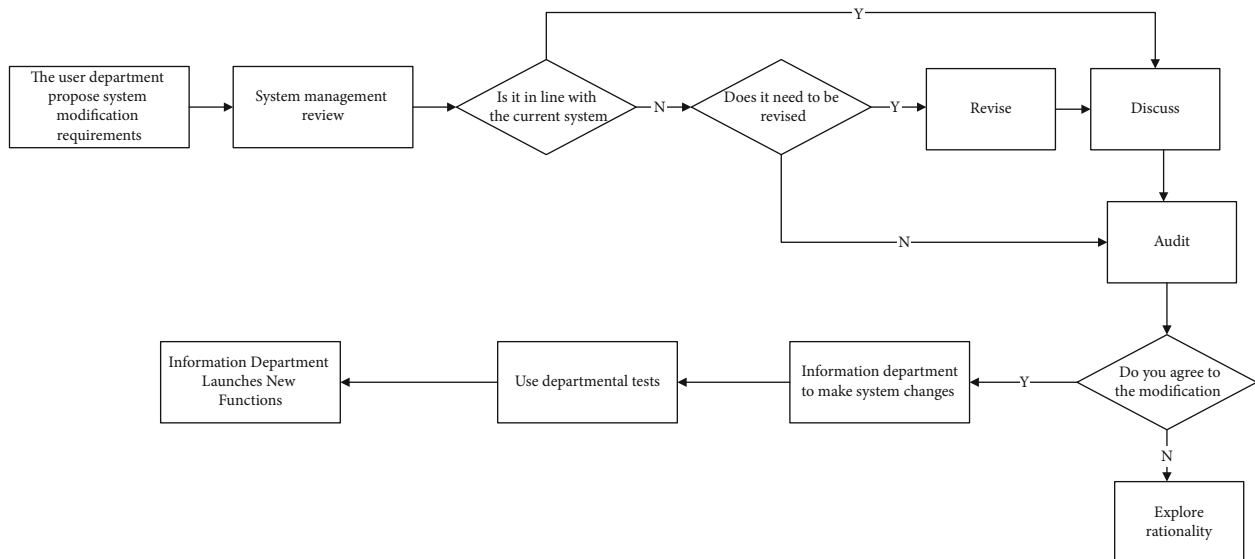 Y
The user department
propose system
modification
requirements
System management
review
Is it in line with
the current system
N
Does it need to be
revised
Y
Revise
Discuss
N
Audit
Information Department
Launches New
Functions
Use departmental tests
Information department
to make system changes
Y
Do you agree to
the modification
N
Explore
rationality